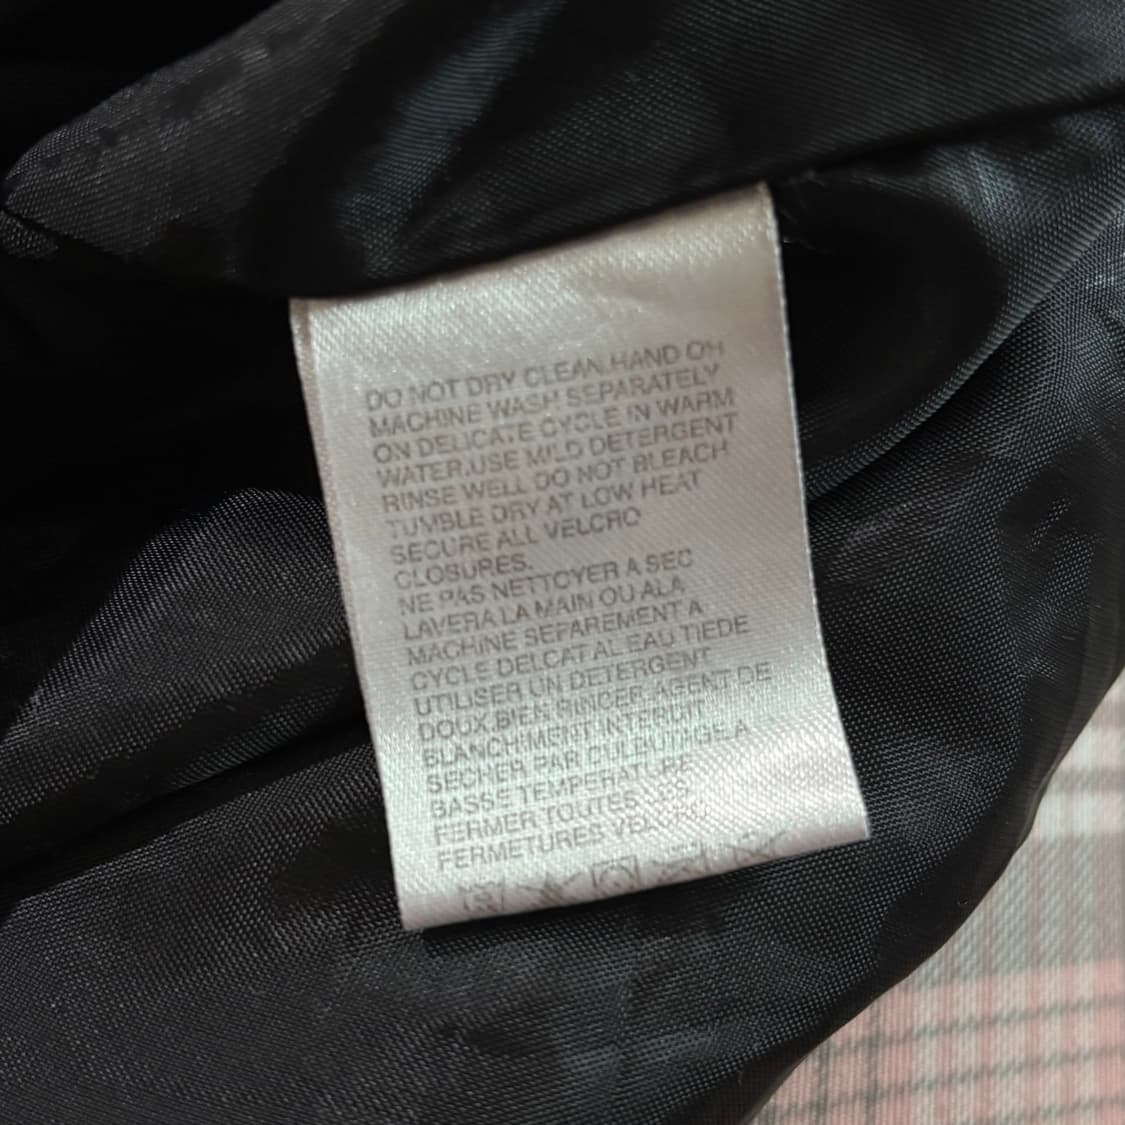 DO NOT DRY CLEAN.HAND OR
MACHINE WASH SEPARATELY
ON DELICATE CYCLE IN WARM
WATER.USE MILD DETERGENT
RINSE WELL DO NOT BLEACH
TUMBLE DRY AT LOW HEAT
SECURE ALL VELCRO
CLOSURES.
NE PAS NETTOYER A SEC
LAVERA LA MAIN OU ALA
MACHINE SEPAREMENT A
CYCLE DELCAT AL EAU TIEDE
UTILISER UN DETERGENT
DOUX.BIEN RINCER AGENT DE
BLANCHIMENT INTERDIT
SECHER PAR CULBUTAGE A
BASSE TEMPERATURE
FERMER TOUTES LES
FERMETURES VELCRO